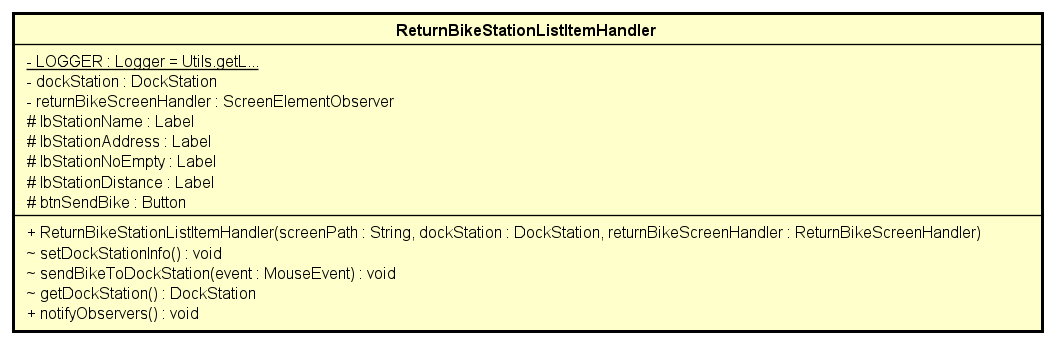 ReturnBikeStationListItemHandler
- LOGGER : Logger = Utils.getL...
- dockStation : DockStation
- returnBikeScreenHandler : ScreenElementObserver
# lbStationName : Label
# lbStationAddress : Label
# lbStationNoEmpty : Label
# lbStationDistance : Label
# btnSendBike : Button
+ ReturnBikeStationListItemHandler(screenPath : String, dockStation : DockStation, returnBikeScreenHandler : ReturnBikeScreenHandler)
~ setDockStationInfo() : void
~ sendBikeToDockStation(event : MouseEvent) : void
~ getDockStation() : DockStation
+ notifyObservers() : void